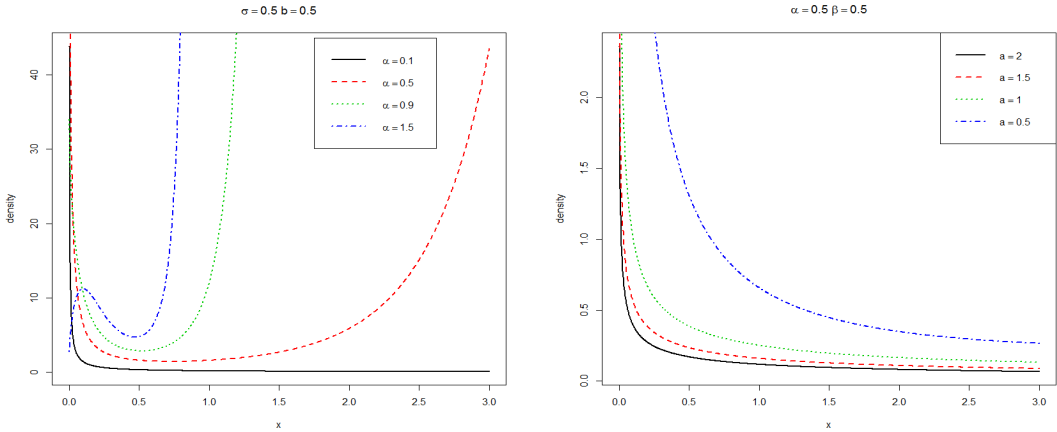 σ = 0.5 b = 0.5
α = 0.1
α = 0.5
α = 0.9
α = 1.5
density
0
10
20
30
40
0.0 0.5 1.0 1.5 2.0 2.5 3.0
x
α = 0.5 β = 0.5
a = 2
a = 1.5
a = 1
a = 0.5
density
0.0
0.5
1.0
1.5
2.0
0.0 0.5 1.0 1.5 2.0 2.5 3.0
x